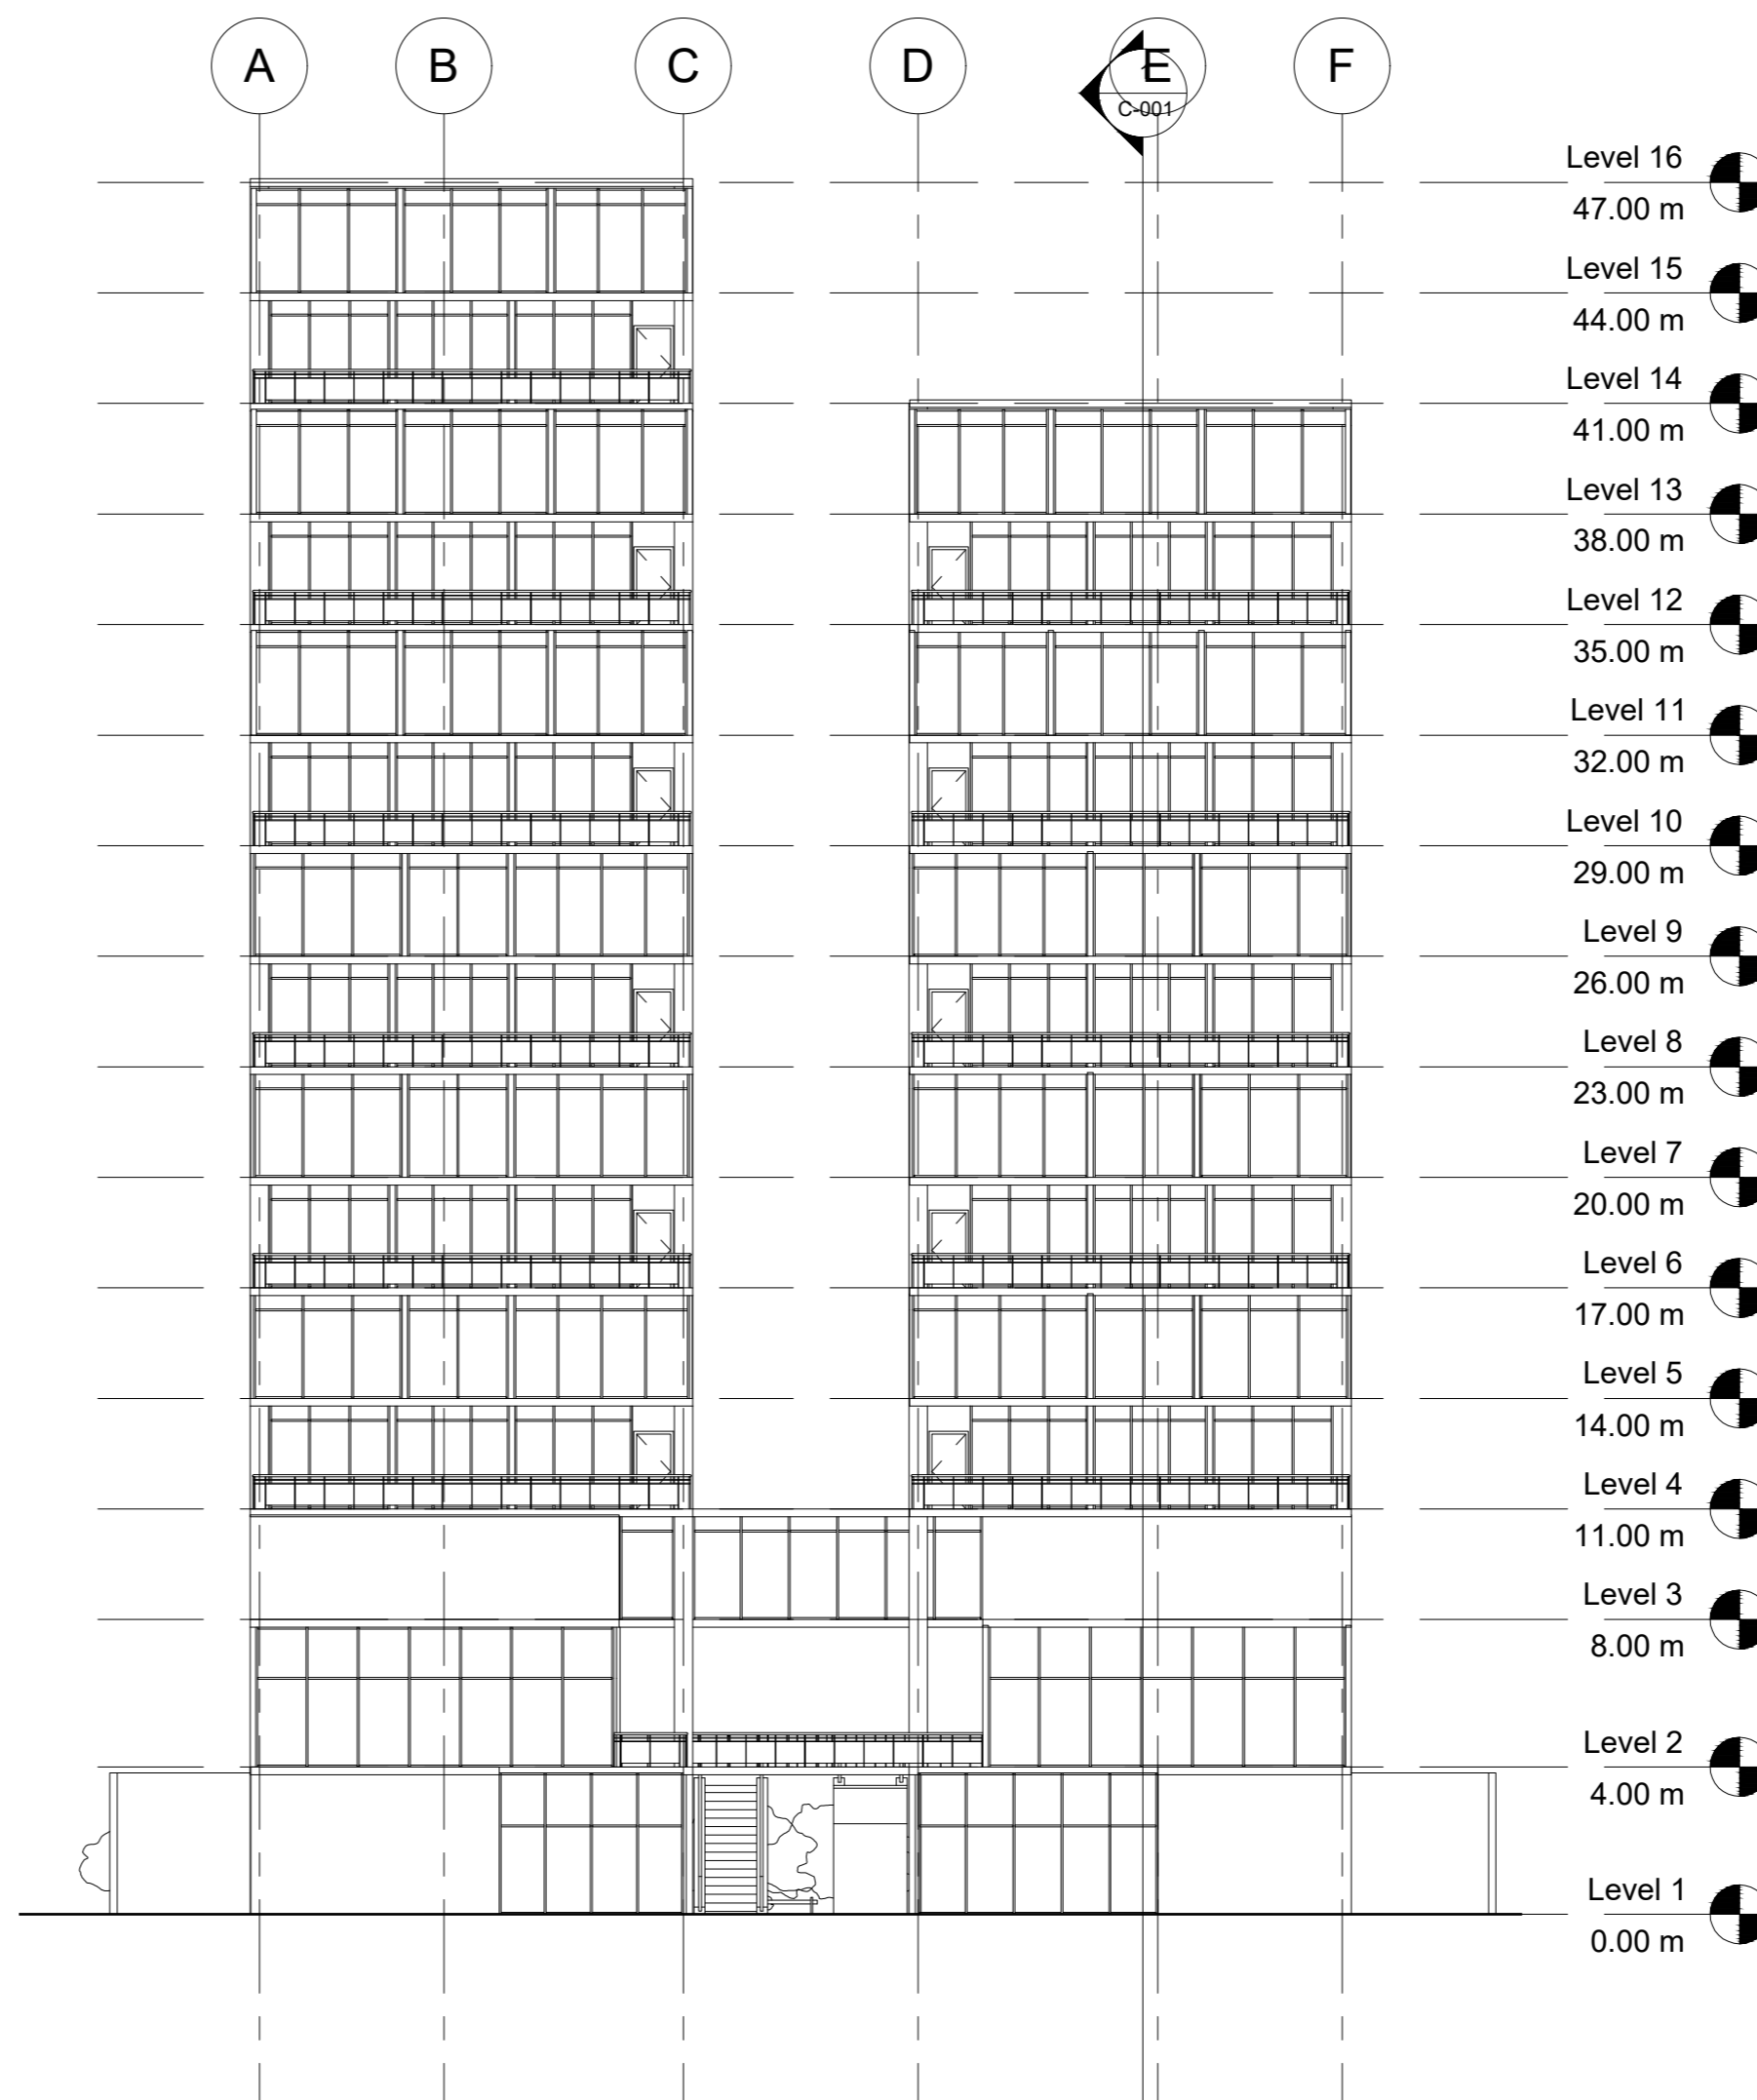 A B C D E F
1
C-001
Level 16
47.00 m
Level 15
44.00 m
Level 14
41.00 m
Level 13
38.00 m
Level 12
35.00 m
Level 11
32.00 m
Level 10
29.00 m
Level 9
26.00 m
Level 8
23.00 m
Level 7
20.00 m
Level 6
17.00 m
Level 5
14.00 m
Level 4
11.00 m
Level 3
8.00 m
Level 2
4.00 m
Level 1
0.00 m